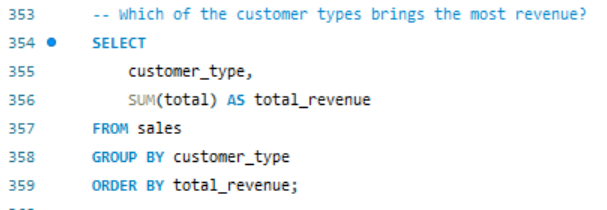 353 -- Which of the customer types brings the most revenue?
354 SELECT
355 customer_type,
356 SUM(total) AS total_revenue
357 FROM sales
358 GROUP BY customer_type
359 ORDER BY total_revenue;